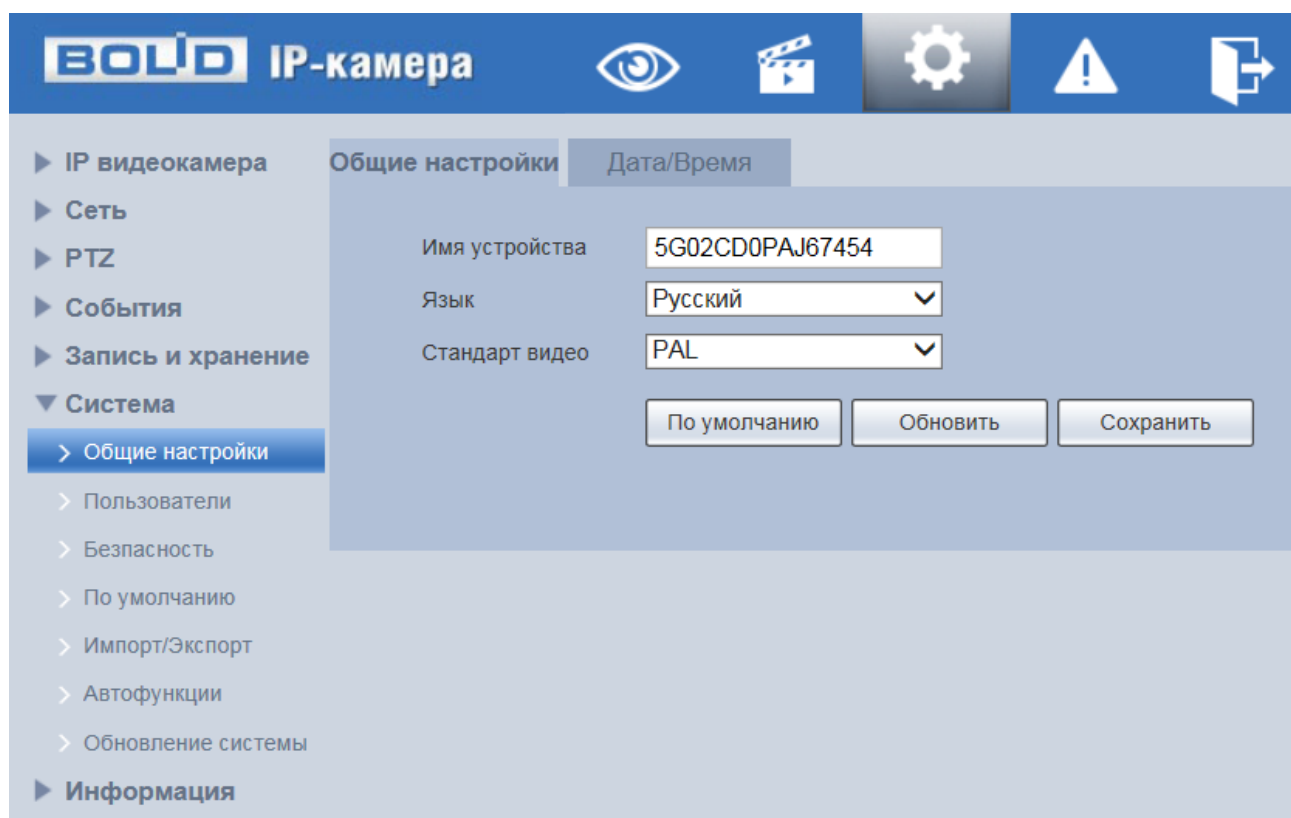 BOLID IP-камера
IP видеокамера
Сеть
PTZ
События
Запись и хранение
Система
Общие настройки
Пользователи
Безпасность
По умолчанию
Импорт/Экспорт
Автофункции
Обновление системы
Информация
Общие настройки Дата/Время
Имя устройства 5G02CD0PAJ67454
Язык Русский
Стандарт видео PAL
По умолчанию Обновить Сохранить